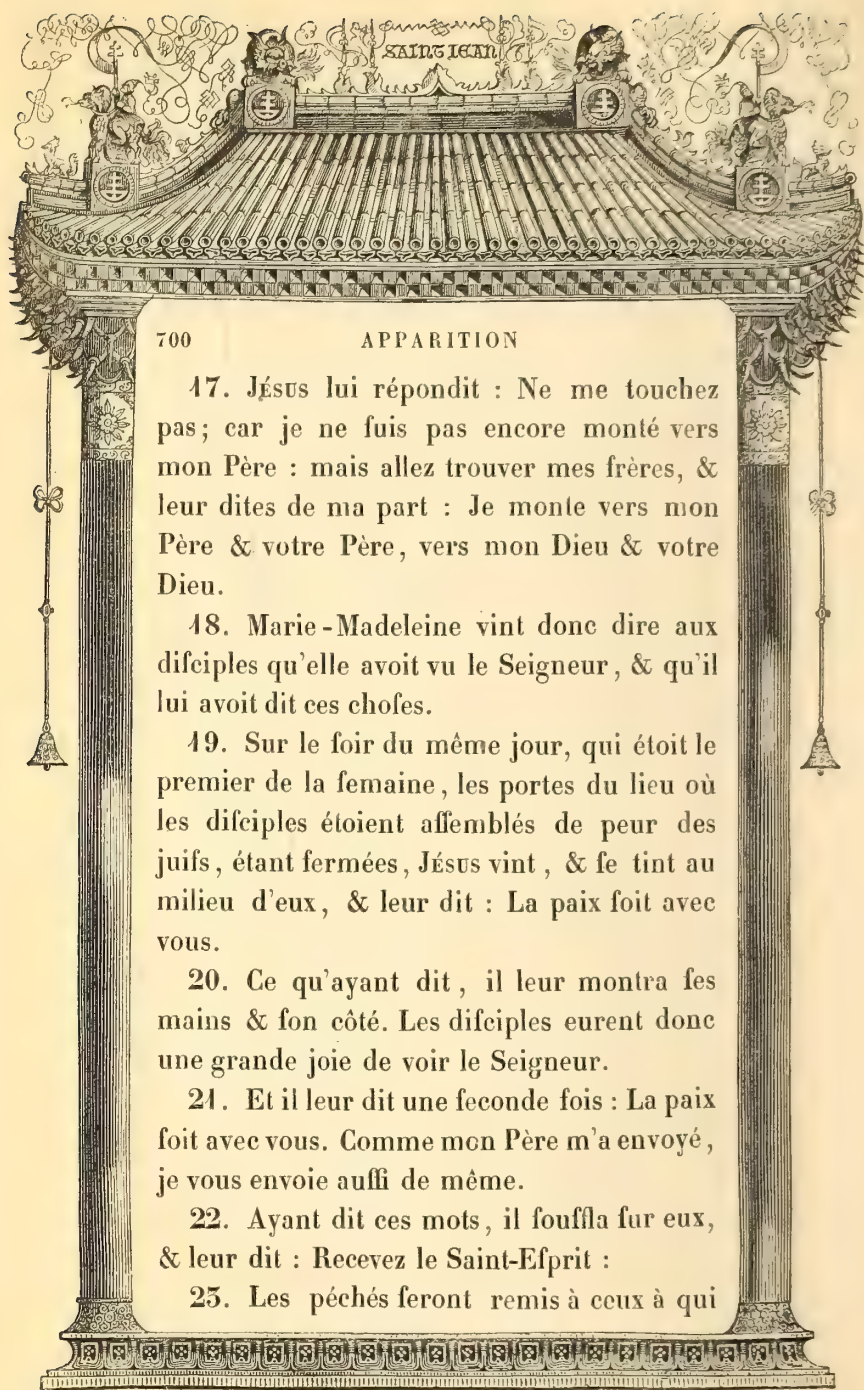 SAINT JEAN
700 APPARITION
17. JÉSUS lui répondit : Ne me touchez
pas; car je ne ſuis pas encore monté vers
mon Père : mais allez trouver mes frères, &
leur dites de ma part : Je monte vers mon
Père & votre Père, vers mon Dieu & votre
Dieu.
18. Marie-Madeleine vint donc dire aux
diſciples qu'elle avoit vu le Seigneur, & qu'il
lui avoit dit ces choſes.
19. Sur le ſoir du même jour, qui étoit le
premier de la ſemaine, les portes du lieu où
les diſciples étoient aſſemblés de peur des
juifs, étant fermées, JÉSUS vint, & ſe tint au
milieu d'eux, & leur dit : La paix ſoit avec
vous.
20. Ce qu'ayant dit, il leur montra ſes
mains & ſon côté. Les diſciples eurent donc
une grande joie de voir le Seigneur.
21. Et il leur dit une ſeconde fois : La paix
ſoit avec vous. Comme mon Père m'a envoyé,
je vous envoie auſſi de même.
22. Ayant dit ces mots, il ſouffla ſur eux,
& leur dit : Recevez le Saint-Eſprit :
23. Les péchés ſeront remis à ceux à qui